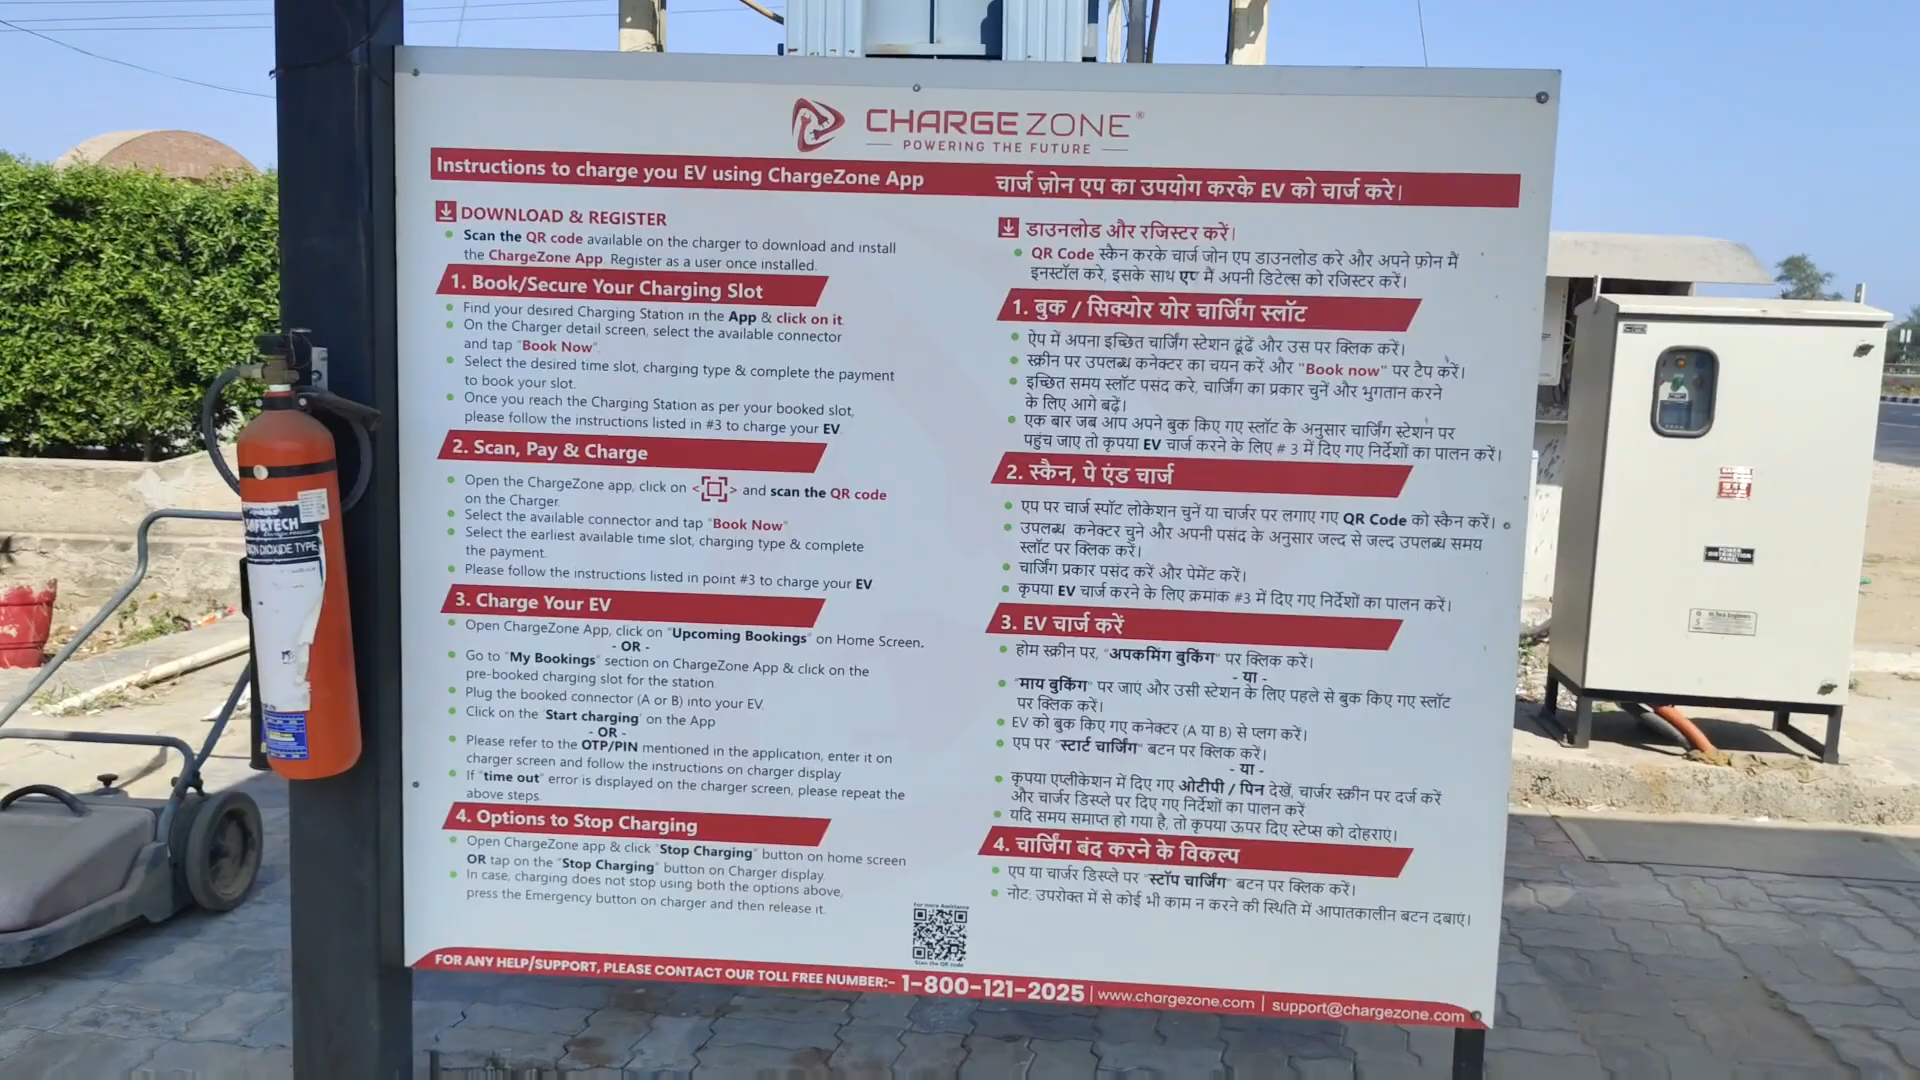 CHARGE ZONE®
POWERING THE FUTURE
Instructions to charge you EV using ChargeZone App
DOWNLOAD & REGISTER
Scan the QR code available on the charger to download and install
the ChargeZone App. Register as a user once installed.
1. Book/Secure Your Charging Slot
Find your desired Charging Station in the App & click on it.
On the Charger detail screen, select the available connector
and tap "Book Now".
Select the desired time slot, charging type & complete the payment
to book your slot.
Once you reach the Charging Station as per your booked slot,
please follow the instructions listed in #3 to charge your EV.
2. Scan, Pay & Charge
Open the ChargeZone app, click on < > and scan the QR code
on the Charger.
Select the available connector and tap "Book Now"
Select the earliest available time slot, charging type & complete
the payment.
Please follow the instructions listed in point #3 to charge your EV
3. Charge Your EV
Open ChargeZone App, click on "Upcoming Bookings" on Home Screen.
- OR -
Go to "My Bookings" section on ChargeZone App & click on the
pre-booked charging slot for the station.
Plug the booked connector (A or B) into your EV.
Click on the 'Start charging' on the App
- OR -
Please refer to the OTP/PIN mentioned in the application, enter it on
charger screen and follow the instructions on charger display
If "time out" error is displayed on the charger screen, please repeat the
above steps.
4. Options to Stop Charging
Open ChargeZone app & click "Stop Charging" button on home screen
OR tap on the "Stop Charging" button on Charger display.
In case, charging does not stop using both the options above,
press the Emergency button on charger and then release it.
चार्ज ज़ोन एप का उपयोग करके EV को चार्ज करे।
डाउनलोड और रजिस्टर करें।
QR Code स्कैन करके चार्ज जोन एप डाउनलोड करे और अपने फ़ोन मैं
इनस्टॉल करे, इसके साथ एप मैं अपनी डिटेल्स को रजिस्टर करें।
1. बुक / सिक्योर योर चार्जिंग स्लॉट
ऐप में अपना इच्छित चार्जिंग स्टेशन ढूंढें और उस पर क्लिक करें।
स्क्रीन पर उपलब्ध कनेक्टर का चयन करें और "Book now" पर टैप करें।
इच्छित समय स्लॉट पसंद करे, चार्जिंग का प्रकार चुनें और भुगतान करने
के लिए आगे बढ़ें।
एक बार जब आप अपने बुक किए गए स्लॉट के अनुसार चार्जिंग स्टेशन पर
पहुंच जाए तो कृपया EV चार्ज करने के लिए # 3 में दिए गए निर्देशों का पालन करें।
2. स्कैन, पे एंड चार्ज
एप पर चार्ज स्पॉट लोकेशन चुनें या चार्जर पर लगाए गए QR Code को स्कैन करें।
उपलब्ध कनेक्टर चुने और अपनी पसंद के अनुसार जल्द से जल्द उपलब्ध समय
स्लॉट पर क्लिक करें।
चार्जिंग प्रकार पसंद करें और पेमेंट करें।
कृपया EV चार्ज करने के लिए क्रमांक #3 में दिए गए निर्देशों का पालन करें।
3. EV चार्ज करें
होम स्क्रीन पर, "अपकमिंग बुकिंग" पर क्लिक करें।
- या -
"माय बुकिंग" पर जाएं और उसी स्टेशन के लिए पहले से बुक किए गए स्लॉट
पर क्लिक करें।
EV को बुक किए गए कनेक्टर (A या B) से प्लग करें।
एप पर "स्टार्ट चार्जिंग" बटन पर क्लिक करें।
- या -
कृपया एप्लीकेशन में दिए गए ओटीपी / पिन देखें, चार्जर स्क्रीन पर दर्ज करें
और चार्जर डिस्प्ले पर दिए गए निर्देशों का पालन करें
यदि समय समाप्त हो गया है, तो कृपया ऊपर दिए स्टेप्स को दोहराएं।
4. चार्जिंग बंद करने के विकल्प
एप या चार्जर डिस्प्ले पर "स्टॉप चार्जिंग" बटन पर क्लिक करें।
नोट: उपरोक्त में से कोई भी काम न करने की स्थिति में आपातकालीन बटन दबाएं।
For more Assistance
Scan the QR code
FOR ANY HELP/SUPPORT, PLEASE CONTACT OUR TOLL FREE NUMBER:- 1-800-121-2025 | www.chargezone.com | support@chargezone.com
SAFETECH
DIOXIDE TYPE
POWER
DISTRIBUTION
PANEL